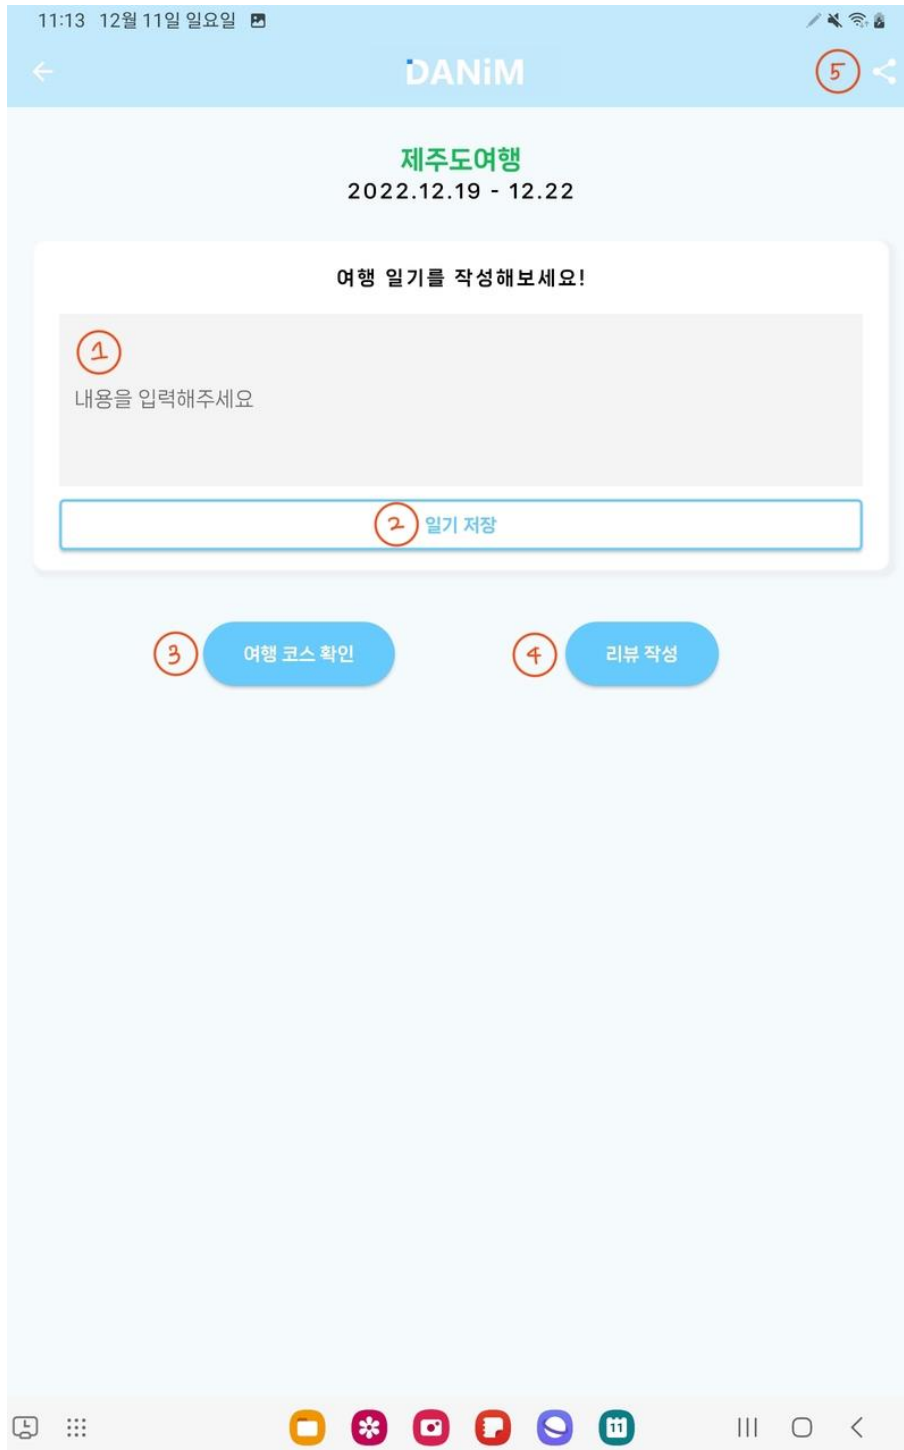 11:13 12월 11일 일요일
DANiM
5
제주도여행
2022.12.19 - 12.22
여행 일기를 작성해보세요!
1
내용을 입력해주세요
2 일기 저장
3 여행 코스 확인
4 리뷰 작성
11